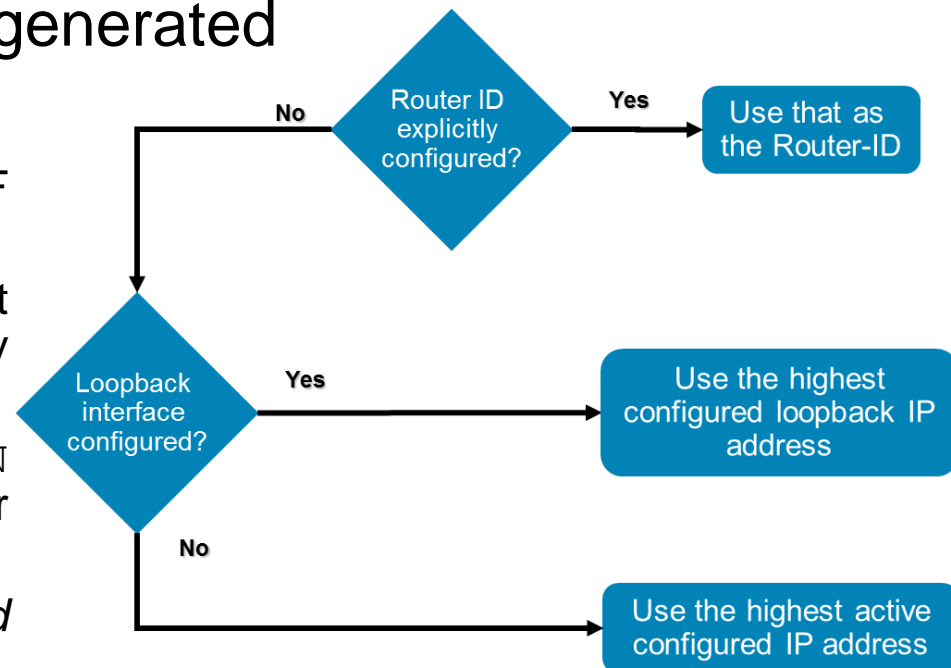 generated
No
Router ID
explicitly
configured?
Yes
Use that as
the Router-ID
Loopback
interface
configured?
Yes
Use the highest
configured loopback IP
address
No
Use the highest active
configured IP address